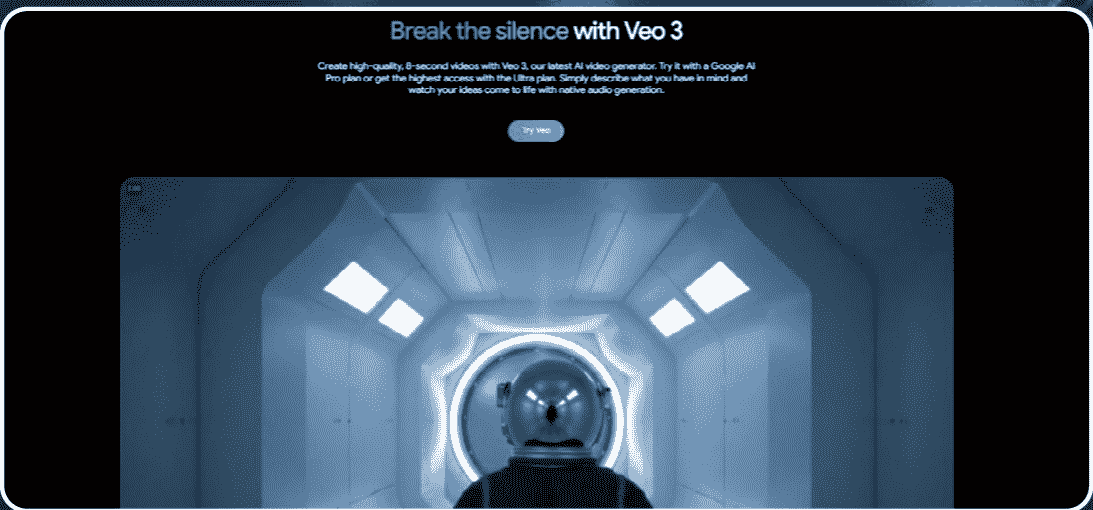 Break the silence with Veo 3
Create high-quality, 8-second videos with Veo 3, our latest AI video generator. Try it with a Google AI
Pro plan or get the highest access with the Ultra plan. Simply describe what you have in mind and
watch your ideas come to life with native audio generation.
Try Veo